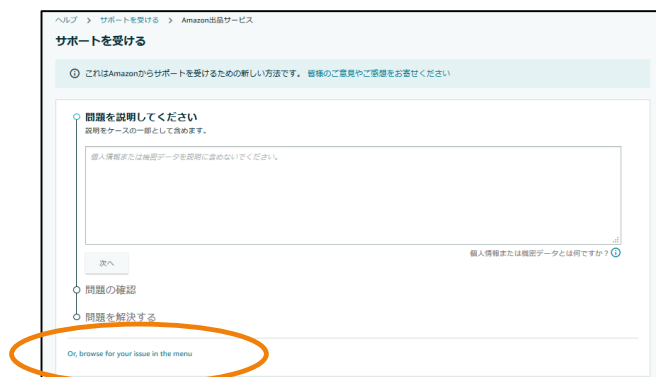 ヘルプ > サポートを受ける > Amazon出品サービス
サポートを受ける
これはAmazonからサポートを受けるための新しい方法です。 皆様のご意見やご感想をお寄せください
問題を説明してください
説明をケースの一部として含めます。
個人情報または機密データを説明に含めないでください。
個人情報または機密データとは何ですか？
次へ
問題の確認
問題を解決する
Or, browse for your issue in the menu